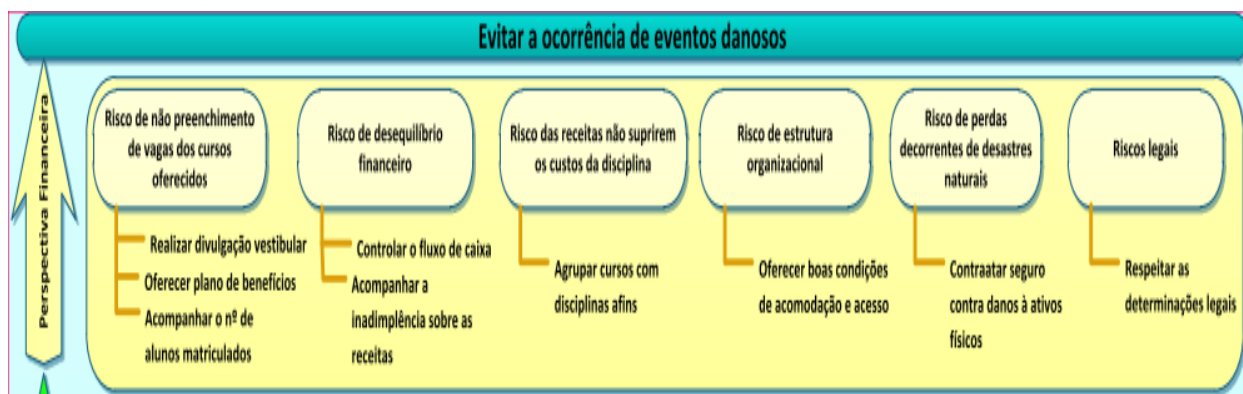 Evitar a ocorrência de eventos danosos
Perspectiva Financeira
Risco de não preenchimento
de vagas dos cursos
oferecidos
Realizar divulgação vestibular
Oferecer plano de benefícios
Acompanhar o nº de
alunos matriculados
Risco de desequilíbrio
financeiro
Controlar o fluxo de caixa
Acompanhar a
inadimplência sobre as
receitas
Risco das receitas não suprirem
os custos da disciplina
Agrupar cursos com
disciplinas afins
Risco de estrutura
organizacional
Oferecer boas condições
de acomodação e acesso
Risco de perdas
decorrentes de desastres
naturais
Contraatar seguro
contra danos à ativos
físicos
Riscos legais
Respeitar as
determinações legais